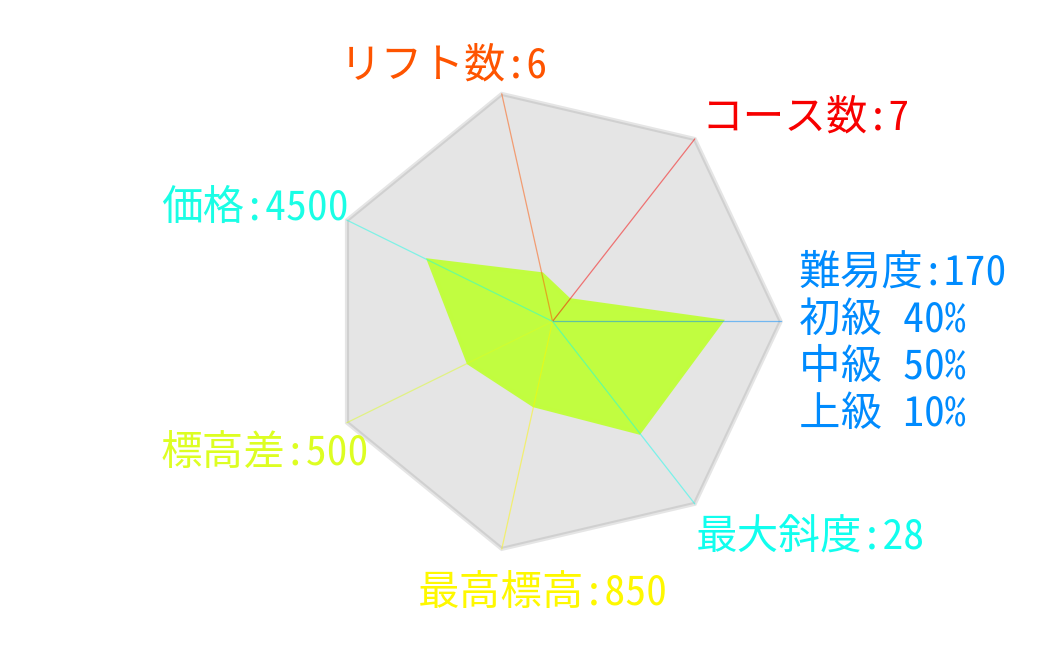 リフト数:6
コース数:7
価格:4500
難易度:170
初級 40%
中級 50%
上級 10%
標高差:500
最大斜度:28
最高標高:850